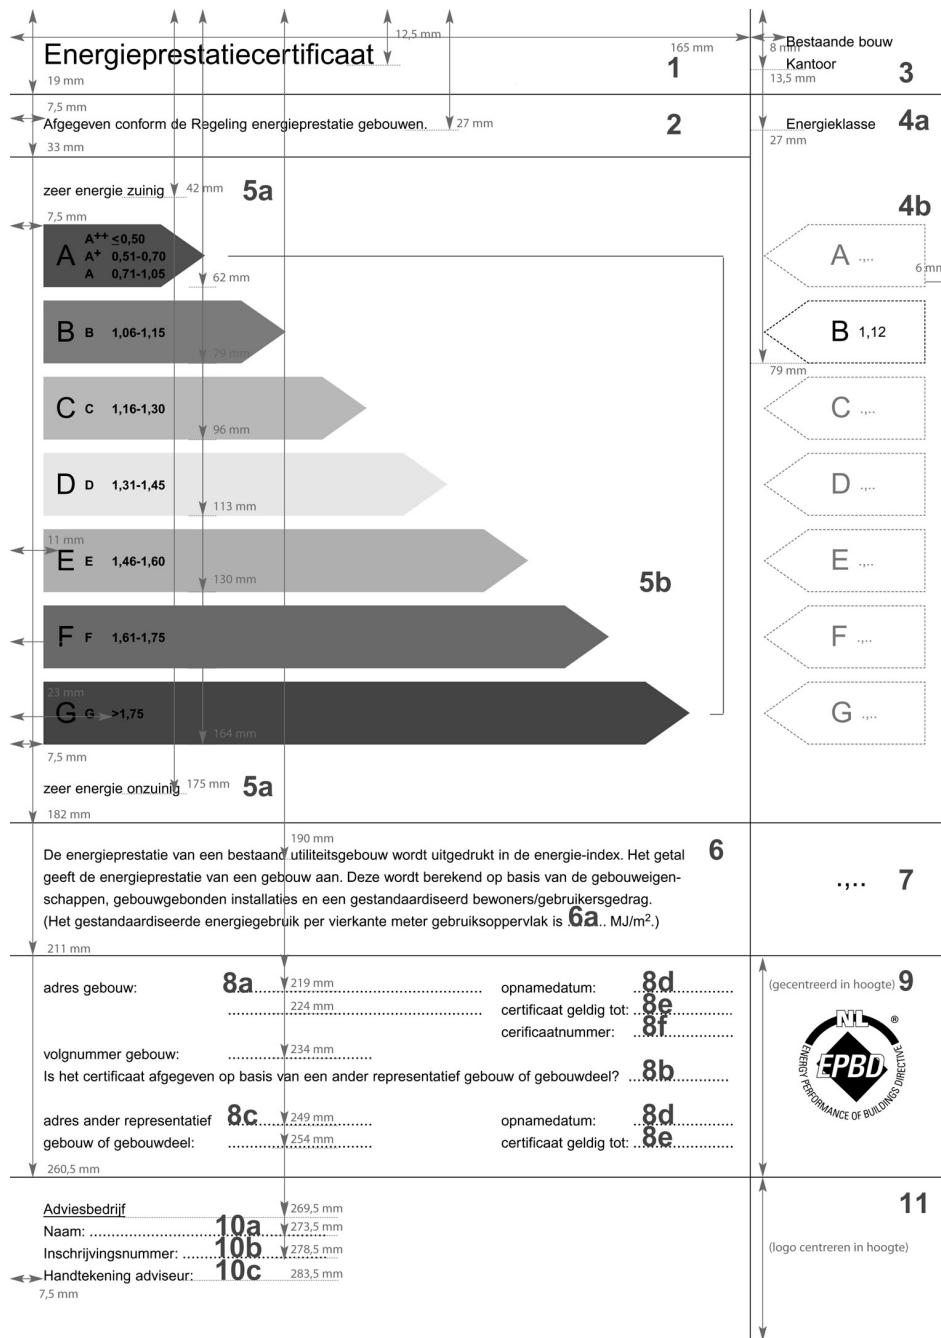 12,5 mm
Energieprestatiecertificaat
165 mm
1
8 mm
Bestaande bouw
Kantoor
3
19 mm
13,5 mm
7,5 mm
Afgegeven conform de Regeling energieprestatie gebouwen.
27 mm
2
Energieklasse
4a
33 mm
27 mm
zeer energie zuinig
42 mm
5a
4b
7,5 mm
A
A++ ≤0,50
A+ 0,51-0,70
A 0,71-1,05
62 mm
A .,..
6 mm
B B 1,06-1,15
79 mm
B 1,12
79 mm
C C 1,16-1,30
96 mm
C .,..
D D 1,31-1,45
113 mm
D .,..
11 mm
E E 1,46-1,60
130 mm
E .,..
5b
F F 1,61-1,75
F .,..
23 mm
G G >1,75
164 mm
G .,..
7,5 mm
zeer energie onzuinig
175 mm
5a
182 mm
190 mm
De energieprestatie van een bestaand utiliteitsgebouw wordt uitgedrukt in de energie-index. Het getal
6
geeft de energieprestatie van een gebouw aan. Deze wordt berekend op basis van de gebouweigen-
schappen, gebouwgebonden installaties en een gestandaardiseerd bewoners/gebruikersgedrag.
(Het gestandaardiseerde energiegebruik per vierkante meter gebruiksoppervlak is 6a.. MJ/m².)
.,.. 7
211 mm
adres gebouw: 8a 219 mm opnamedatum: 8d
224 mm certificaat geldig tot: 8e
cerificaatnummer: 8f
volgnummer gebouw: 234 mm
Is het certificaat afgegeven op basis van een ander representatief gebouw of gebouwdeel? 8b
adres ander representatief 8c 249 mm opnamedatum: 8d
gebouw of gebouwdeel: 254 mm certificaat geldig tot: 8e
260,5 mm
(gecentreerd in hoogte) 9
NL ®
EPBD
ENERGY PERFORMANCE OF BUILDINGS DIRECTIVE
Adviesbedrijf 269,5 mm
11
Naam: 10a 273,5 mm
Inschrijvingsnummer: 10b 278,5 mm
(logo centreren in hoogte)
Handtekening adviseur: 10c 283,5 mm
7,5 mm